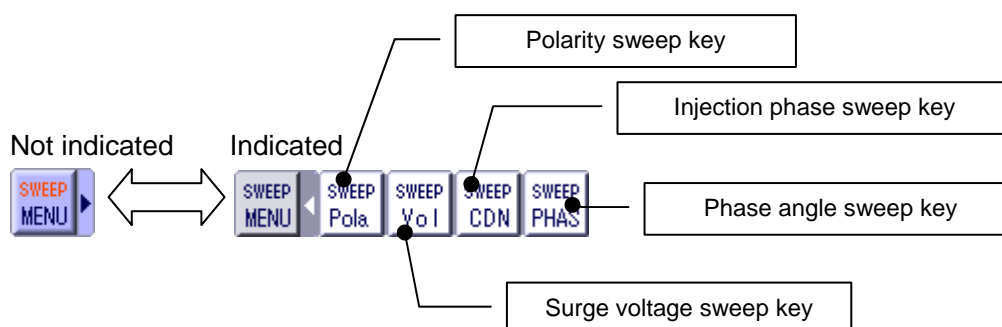 Polarity sweep key
Injection phase sweep key
Not indicated
Indicated
SWEEP
MENU
SWEEP
MENU
SWEEP
Pola
SWEEP
Vol
SWEEP
CDN
SWEEP
PHAS
Phase angle sweep key
Surge voltage sweep key